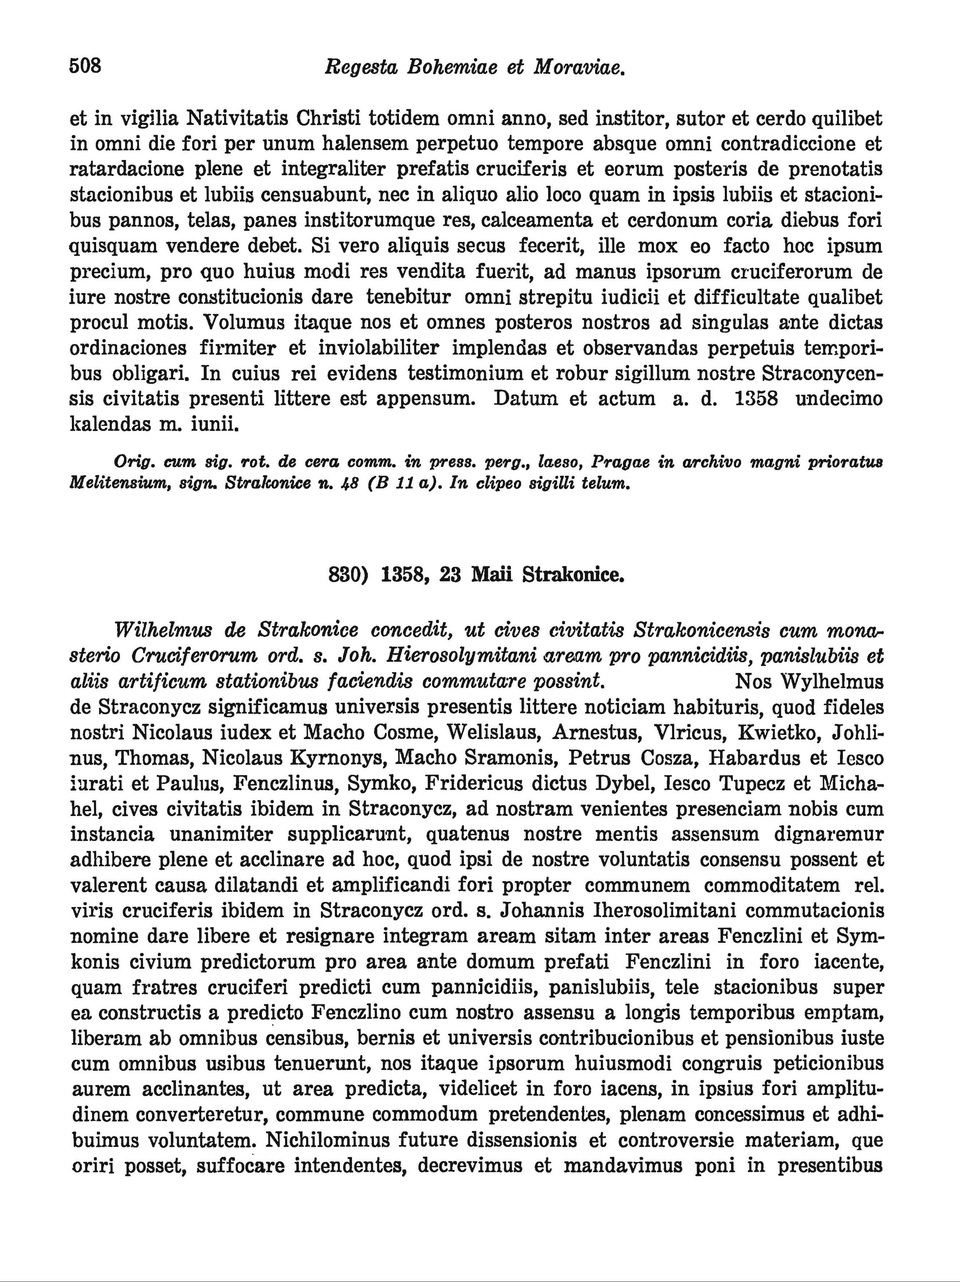 508 Regesta Bohemiae et Moraviae.
et in vigilia Nativitatis Christi totidem omni anno, sed institor, sutor et cerdo quilibet
in omni die fori per unum halensem perpetuo tempore absque omni contradiccione et
ratardacione plene et integraliter prefatis cruciferis et eorum posteris de prenotatis
stacionibus et lubiis censuabunt, nec in aliquo alio loco quam in ipsis lubiis et stacioni-
bus pannos, telas, panes institorumque res, calceamenta et cerdonum coria diebus fori
quisquam vendere debet. Si vero aliquis secus fecerit, ille mox eo facto hoc ipsum
precium, pro quo huius modi res vendita fuerit, ad manus ipsorum cruciferorum de
iure nostre constitucionis dare tenebitur omni strepitu iudicii et difficultate qualibet
procul motis. Volumus itaque nos et omnes posteros nostros ad singulas ante dictas
ordinaciones firmiter et inviolabiliter implendas et observandas perpetuis tempori-
bus obligari. In cuius rei evidens testimonium et robur sigillum nostre Straconycen-
sis civitatis presenti littere est appensum. Datum et actum a. d. 1358 undecimo
kalendas m. iunii.
Orig. cum sig. rot. de cera comm. in press. perg., laeso, Pragae in archivo magni prioratus
Melitensium, sign. Strakonice n. 48 (B 11 a). In clipeo sigilli telum.
830) 1358, 23 Maii Strakonice.
Wilhelmus de Strakonice concedit, ut cives civitatis Strakonicensis cum mona-
sterio Cruciferorum ord. s. Joh. Hierosolymitani aream pro pannicidiis, panislubiis et
aliis artificum stationibus faciendis commutare possint. Nos Wylhelmus
de Straconycz significamus universis presentis littere noticiam habituris, quod fideles
nostri Nicolaus iudex et Macho Cosme, Welislaus, Arnestus, Vlricus, Kwietko, Johli-
nus, Thomas, Nicolaus Kyrnonys, Macho Sramonis, Petrus Cosza, Habardus et Iesco
iurati et Paulus, Fenczlinus, Symko, Fridericus dictus Dybel, Iesco Tupecz et Micha-
hel, cives civitatis ibidem in Straconycz, ad nostram venientes presenciam nobis cum
instancia unanimiter supplicarunt, quatenus nostre mentis assensum dignaremur
adhibere plene et acclinare ad hoc, quod ipsi de nostre voluntatis consensu possent et
valerent causa dilatandi et amplificandi fori propter communem commoditatem rel.
viris cruciferis ibidem in Straconycz ord. s. Johannis Iherosolimitani commutacionis
nomine dare libere et resignare integram aream sitam inter areas Fenczlini et Sym-
konis civium predictorum pro area ante domum prefati Fenczlini in foro iacente,
quam fratres cruciferi predicti cum pannicidiis, panislubiis, tele stacionibus super
ea constructis a predicto Fenczlino cum nostro assensu a longis temporibus emptam,
liberam ab omnibus censibus, bernis et universis contribucionibus et pensionibus iuste
cum omnibus usibus tenuerunt, nos itaque ipsorum huiusmodi congruis peticionibus
aurem acclinantes, ut area predicta, videlicet in foro iacens, in ipsius fori amplitu-
dinem converteretur, commune commodum pretendentes, plenam concessimus et adhi-
buimus voluntatem. Nichilominus future dissensionis et controversie materiam, que
oriri posset, suffocare intendentes, decrevimus et mandavimus poni in presentibus